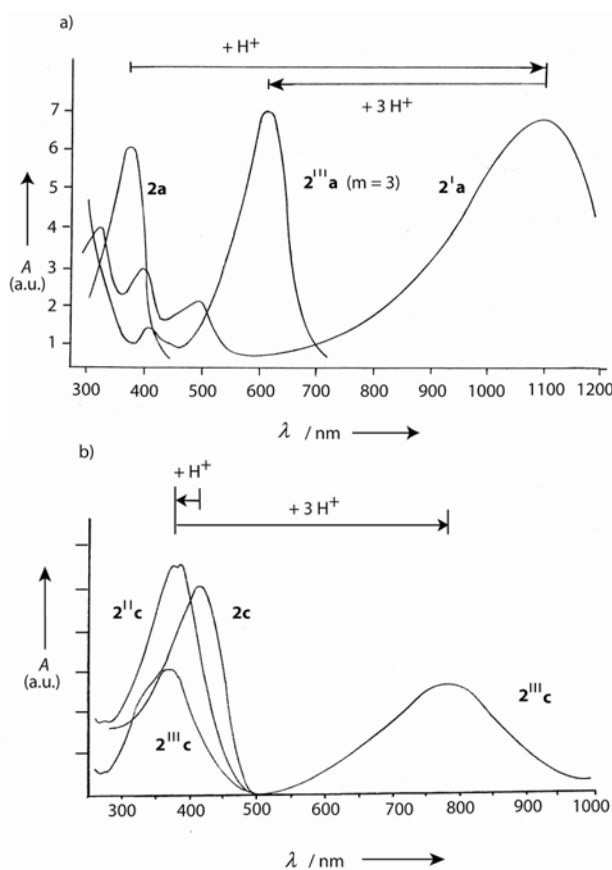 a)
+ H⁺
+ 3 H⁺
7
6
5
4
3
2
1
A
(a.u.)
2a
2ᴵᴵᴵa (m = 3)
2ᴵa
300 400 500 600 700 800 900 1000 1100 1200
λ / nm
b)
+ H⁺
+ 3 H⁺
A
(a.u.)
2ᴵᴵc
2c
2ᴵᴵᴵc
2ᴵᴵᴵc
300 400 500 600 700 800 900 1000
λ / nm